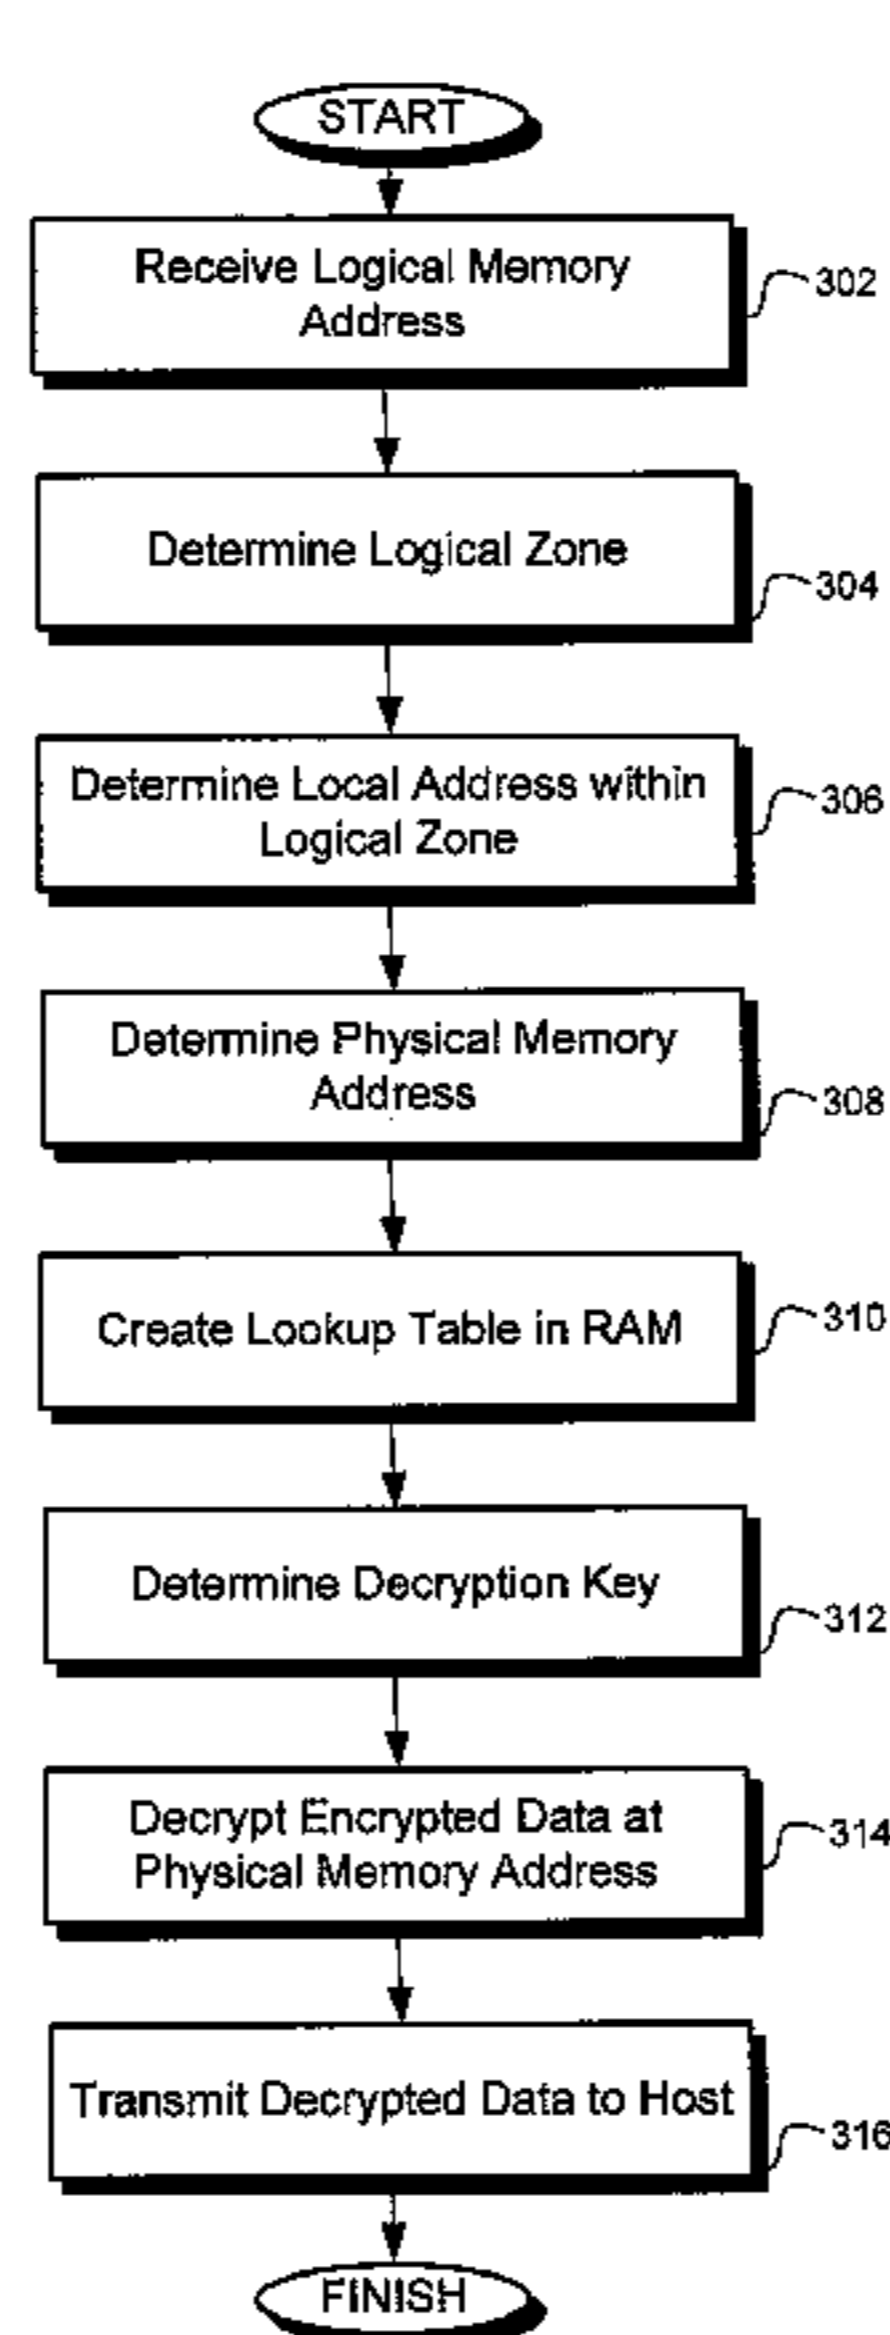 START
Receive Logical Memory
Address
302
Determine Logical Zone
304
Determine Local Address within
Logical Zone
306
Determine Physical Memory
Address
308
Create Lookup Table in RAM
310
Determine Decryption Key
312
Decrypt Encrypted Data at
Physical Memory Address
314
Transmit Decrypted Data to Host
316
FINISH